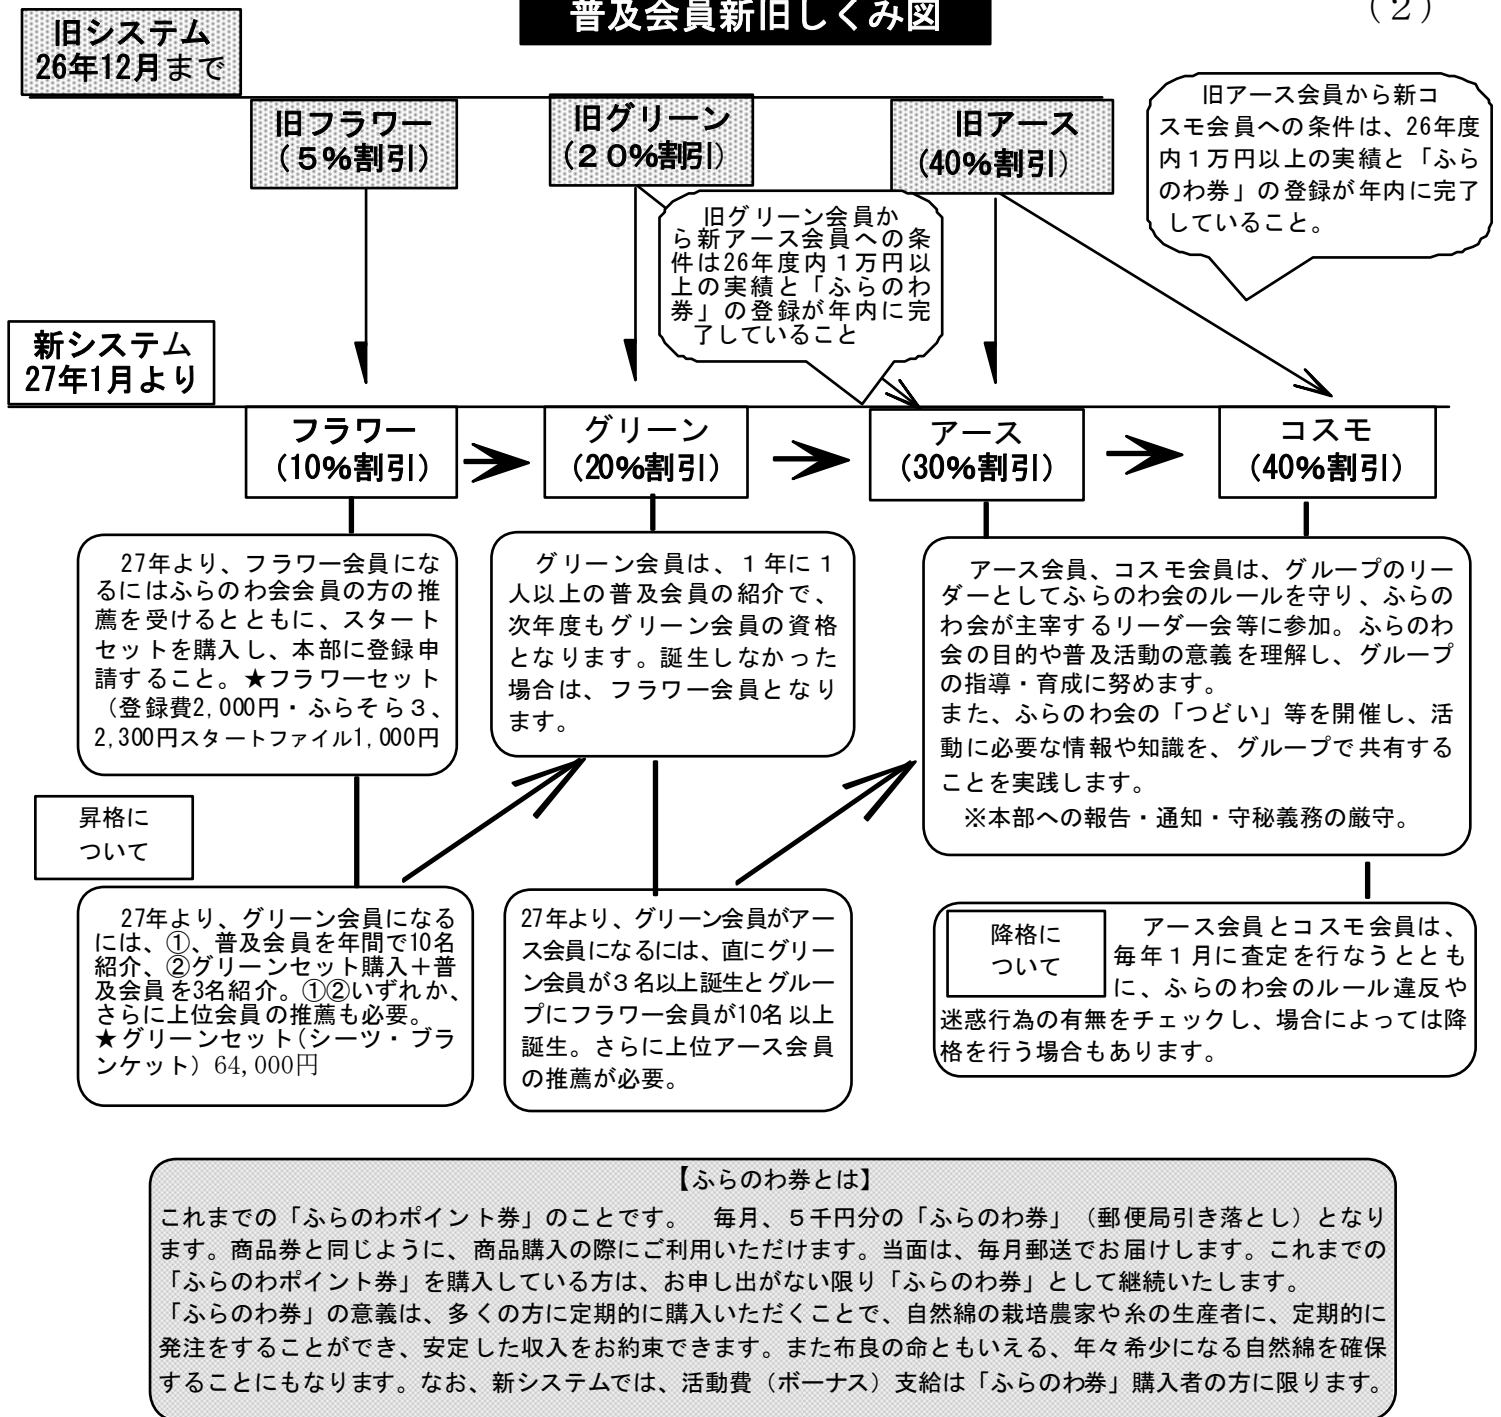 普及会員新旧しくみ図
（２）
旧システム
26年12月まで
旧フラワー
（５％割引）
旧グリーン
（２０％割引）
旧アース
（40％割引）
旧アース会員から新コ
スモ会員への条件は、26年度
内１万円以上の実績と「ふら
のわ券」の登録が年内に完了
していること。
旧グリーン会員か
ら新アース会員への条
件は26年度内１万円以
上の実績と「ふらのわ
券」の登録が年内に完
了していること
新システム
27年1月より
フラワー
（10％割引）
グリーン
（20％割引）
アース
（30％割引）
コスモ
（40％割引）
27年より、フラワー会員にな
るにはふらのわ会会員の方の推
薦を受けるとともに、スタート
セットを購入し、本部に登録申
請すること。★フラワーセット
（登録費2,000円・ふらそら３、
2,300円スタートファイル1,000円
グリーン会員は、１年に１
人以上の普及会員の紹介で、
次年度もグリーン会員の資格
となります。誕生しなかった
場合は、フラワー会員となり
ます。
アース会員、コスモ会員は、グループのリー
ダーとしてふらのわ会のルールを守り、ふらの
わ会が主宰するリーダー会等に参加。ふらのわ
会の目的や普及活動の意義を理解し、グループ
の指導・育成に努めます。
また、ふらのわ会の「つどい」等を開催し、活
動に必要な情報や知識を、グループで共有する
ことを実践します。
※本部への報告・通知・守秘義務の厳守。
昇格に
ついて
27年より、グリーン会員になる
には、①、普及会員を年間で10名
紹介、②グリーンセット購入＋普
及会員を3名紹介。①②いずれか、
さらに上位会員の推薦も必要。
★グリーンセット(シーツ・ブラ
ンケット）64,000円
27年より、グリーン会員がアー
ス会員になるには、直にグリー
ン会員が３名以上誕生とグルー
プにフラワー会員が10名以上
誕生。さらに上位アース会員
の推薦が必要。
降格に
ついて
アース会員とコスモ会員は、
毎年１月に査定を行なうととも
に、ふらのわ会のルール違反や
迷惑行為の有無をチェックし、場合によっては降
格を行う場合もあります。
【ふらのわ券とは】
これまでの「ふらのわポイント券」のことです。　毎月、５千円分の「ふらのわ券」（郵便局引き落とし）となり
ます。商品券と同じように、商品購入の際にご利用いただけます。当面は、毎月郵送でお届けします。これまでの
「ふらのわポイント券」を購入している方は、お申し出がない限り「ふらのわ券」として継続いたします。
「ふらのわ券」の意義は、多くの方に定期的に購入いただくことで、自然綿の栽培農家や糸の生産者に、定期的に
発注をすることができ、安定した収入をお約束できます。また布良の命ともいえる、年々希少になる自然綿を確保
することにもなります。なお、新システムでは、活動費（ボーナス）支給は「ふらのわ券」購入者の方に限ります。